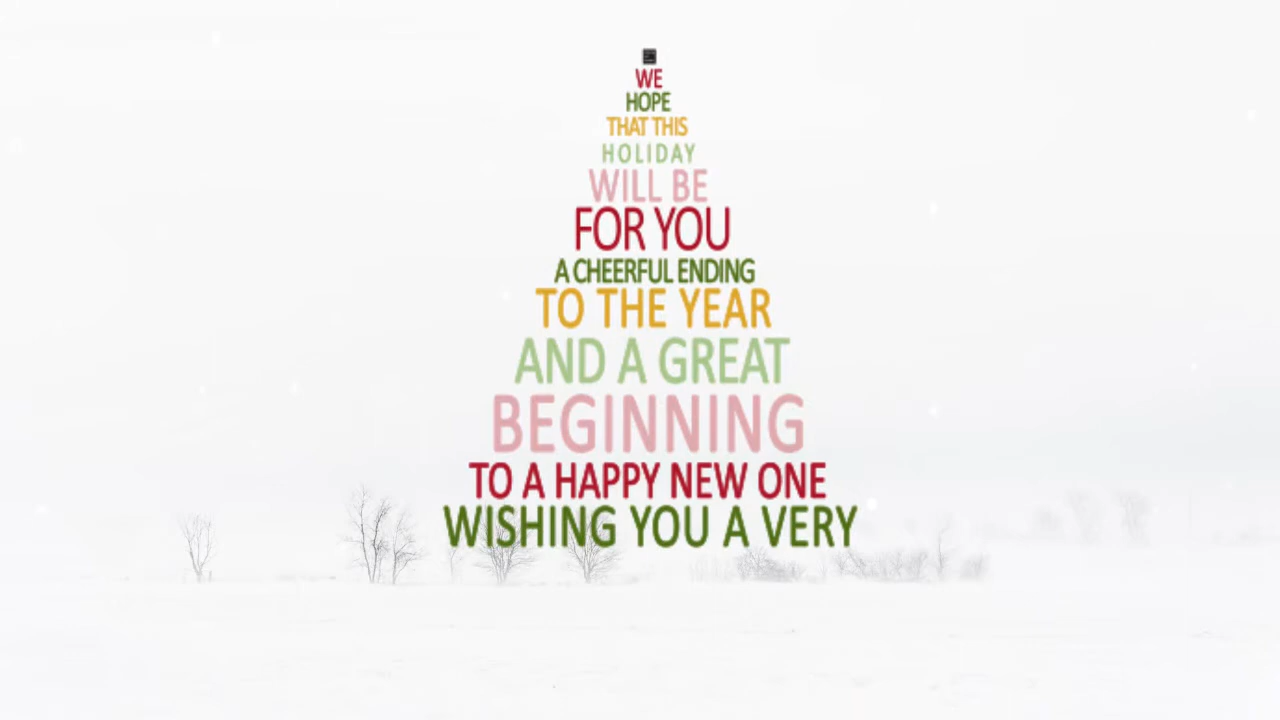 WE
HOPE
THAT THIS
HOLIDAY
WILL BE
FOR YOU
A CHEERFUL ENDING
TO THE YEAR
AND A GREAT
BEGINNING
TO A HAPPY NEW ONE
WISHING YOU A VERY